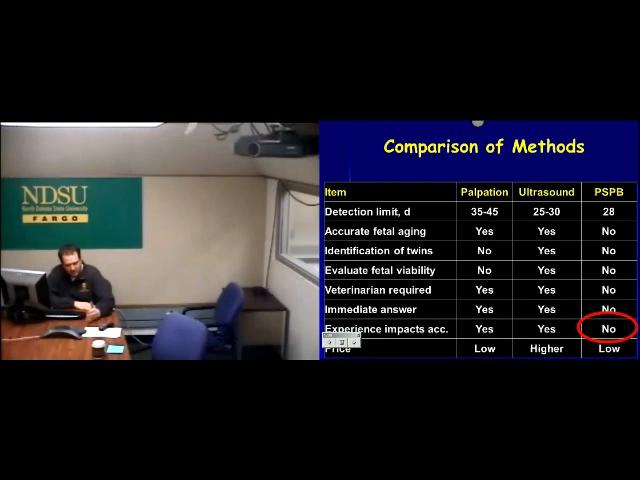 NDSU
North Dakota State University
FARGO
Comparison of Methods
Item Palpation Ultrasound PSPB
Detection limit, d 35-45 25-30 28
Accurate fetal aging Yes Yes No
Identification of twins No Yes No
Evaluate fetal viability No Yes No
Veterinarian required Yes Yes No
Immediate answer Yes Yes No
Experience impacts acc. Yes Yes No
Price Low Higher Low